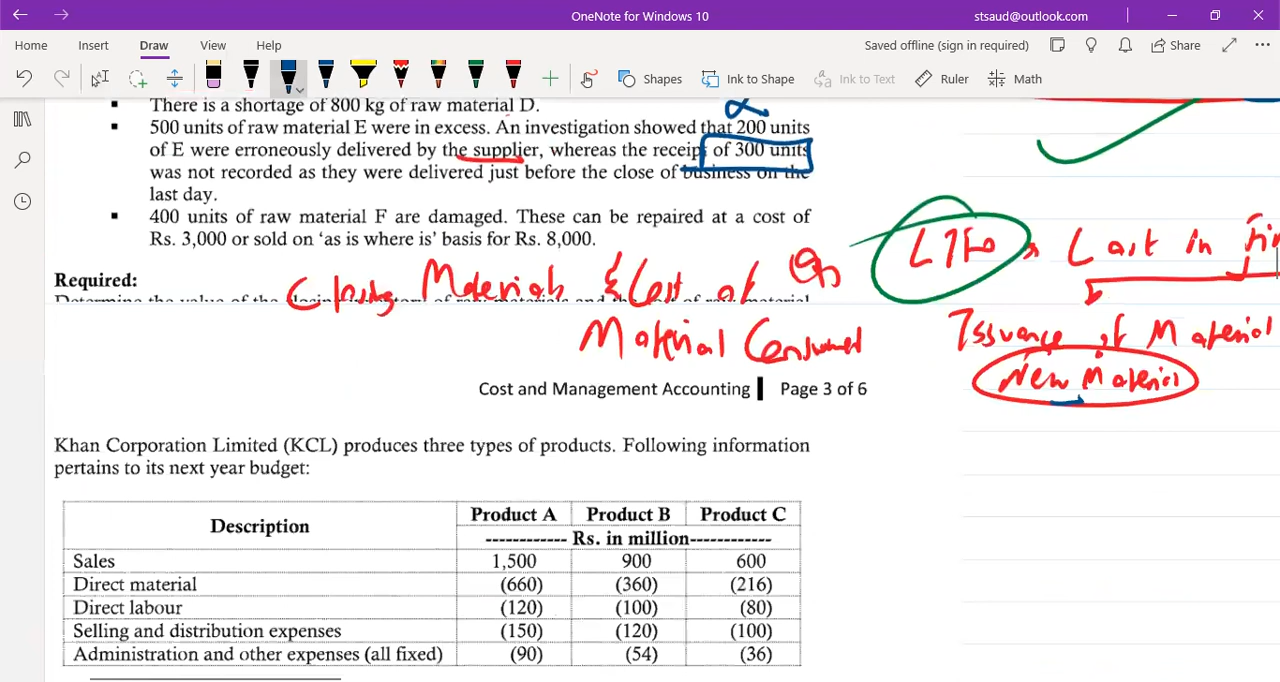 OneNote for Windows 10
stsaud@outlook.com
Home Insert Draw View Help
Saved offline (sign in required) Share
Shapes Ink to Shape Ink to Text Ruler Math
There is a shortage of 800 kg of raw material D.
500 units of raw material E were in excess. An investigation showed that 200 units
of E were erroneously delivered by the supplier, whereas the receipt of 300 units
was not recorded as they were delivered just before the close of business on the
last day.
400 units of raw material F are damaged. These can be repaired at a cost of
Rs. 3,000 or sold on ‘as is where is’ basis for Rs. 8,000.
LIFO Last in
Required:
Closing Materials & Cost of
Material Consumed
Issuance of Material
New Material
Cost and Management Accounting Page 3 of 6
Khan Corporation Limited (KCL) produces three types of products. Following information
pertains to its next year budget:
Description Product A Product B Product C
------------ Rs. in million------------
Sales 1,500 900 600
Direct material (660) (360) (216)
Direct labour (120) (100) (80)
Selling and distribution expenses (150) (120) (100)
Administration and other expenses (all fixed) (90) (54) (36)